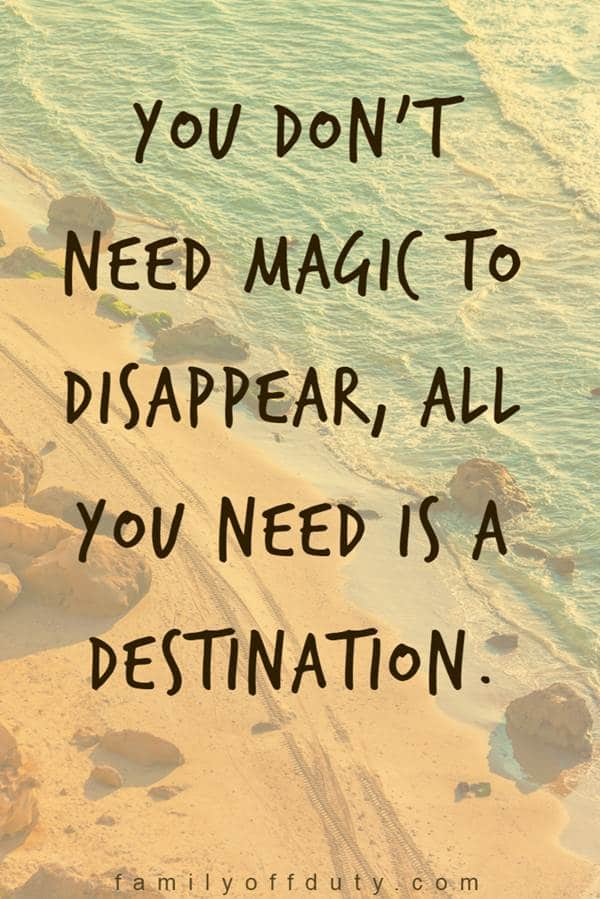 YOU DON'T
NEED MAGIC TO
DISAPPEAR, ALL
YOU NEED IS A
DESTINATION.
familyoffduty.com